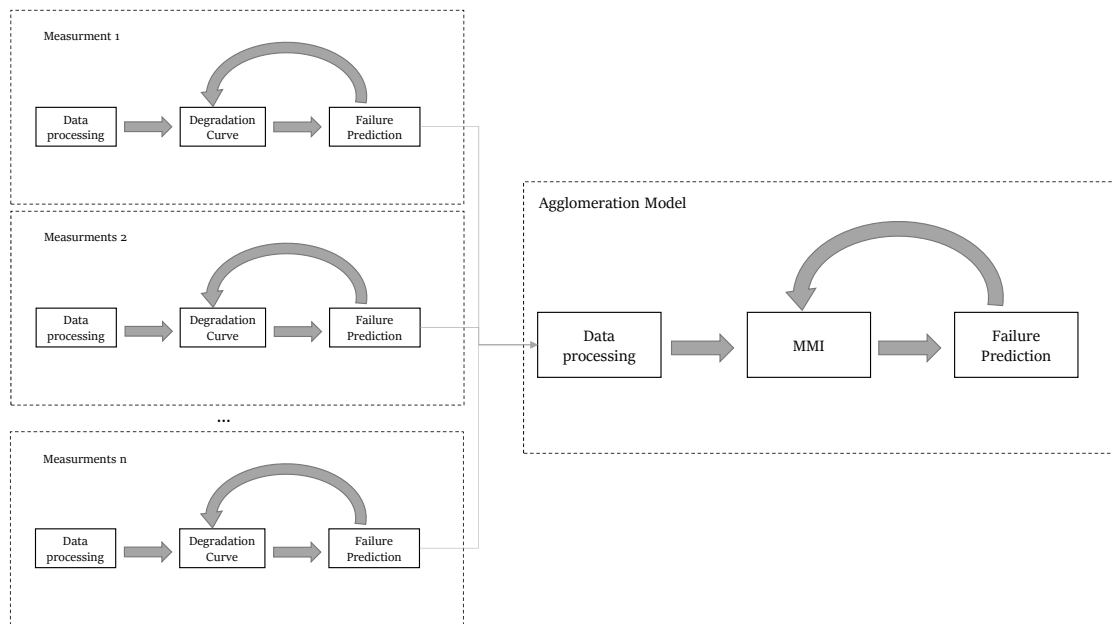 Measurment 1
Data
processing
Degradation
Curve
Failure
Prediction
Measurments 2
Data
processing
Degradation
Curve
Failure
Prediction
...
Measurments n
Data
processing
Degradation
Curve
Failure
Prediction
Agglomeration Model
Data
processing
MMI
Failure
Prediction